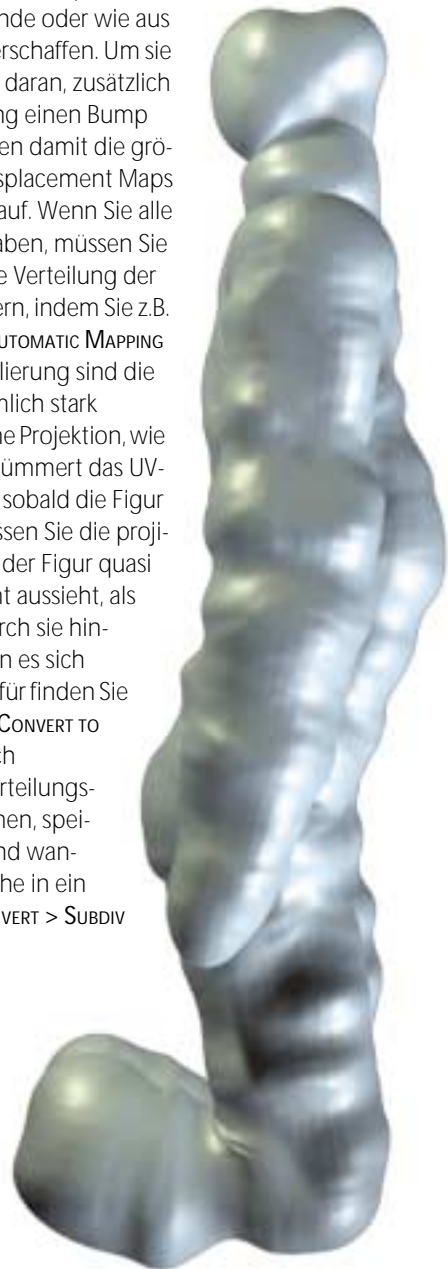 nde oder wie aus
erschaffen. Um sie
daran, zusätzlich
ng einen Bump
en damit die grö-
splacement Maps
auf. Wenn Sie alle
aben, müssen Sie
e Verteilung der
ern, indem Sie z.B.
UTOMATIC MAPPING
lierung sind die
nlich stark
ne Projektion, wie
ümmert das UV-
sobald die Figur
ssen Sie die proji-
der Figur quasi
nt aussieht, als
rch sie hin-
n es sich
für finden Sie
CONVERT TO
ch
erteilungs-
nen, spei-
nd wan-
he in ein
VERT > SUBDIV